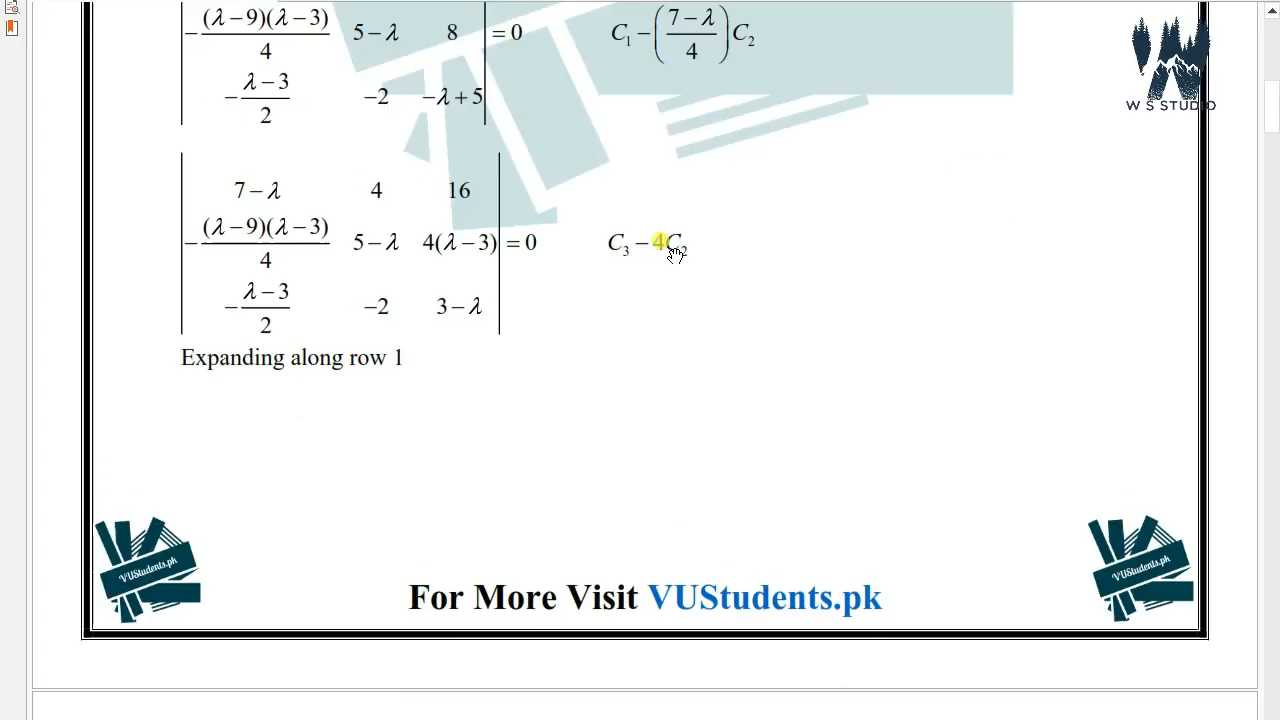 -(λ-9)(λ-3)/4 5-λ 8 =0 C₁-((7-λ)/4)C₂
-(λ-3)/2 -2 -λ+5
W S STUDIO
7-λ 4 16
-(λ-9)(λ-3)/4 5-λ 4(λ-3) =0 C₃-4C₂
-(λ-3)/2 -2 3-λ
Expanding along row 1
VUStudents.pk
VUStudents.pk
For More Visit VUStudents.pk